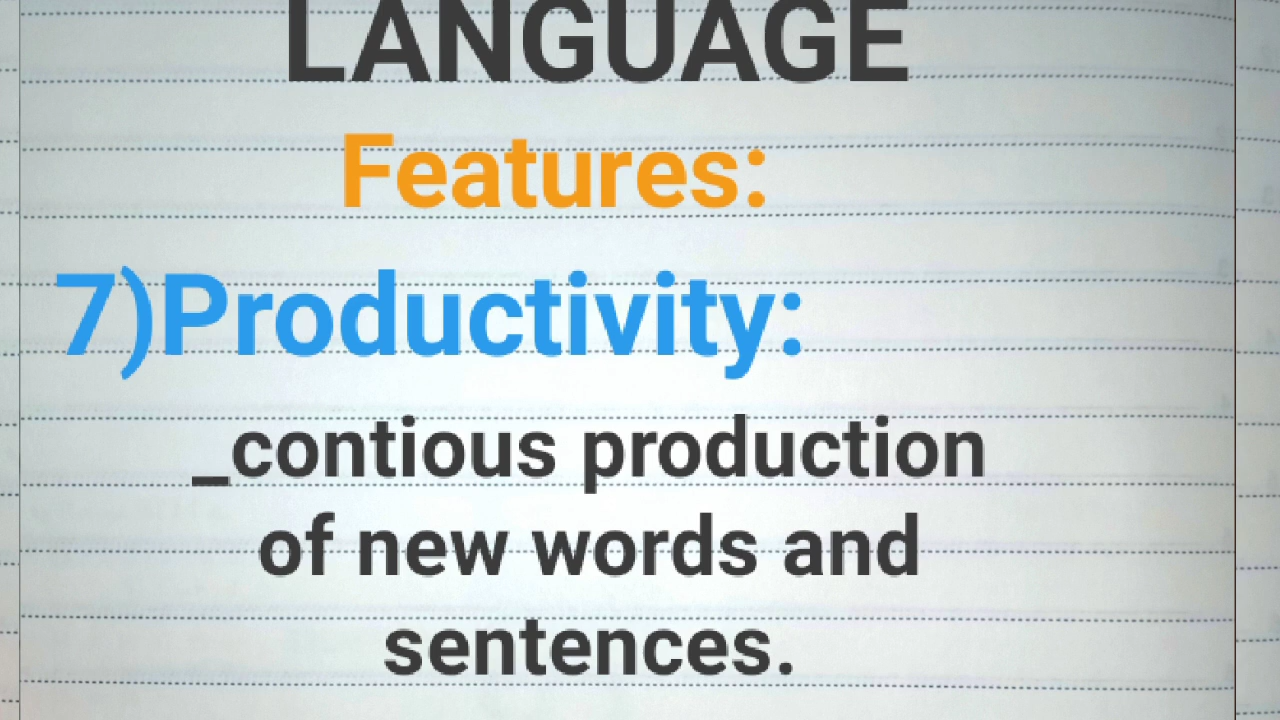 LANGUAGE
Features:
7)Productivity:
_contious production
of new words and
sentences.